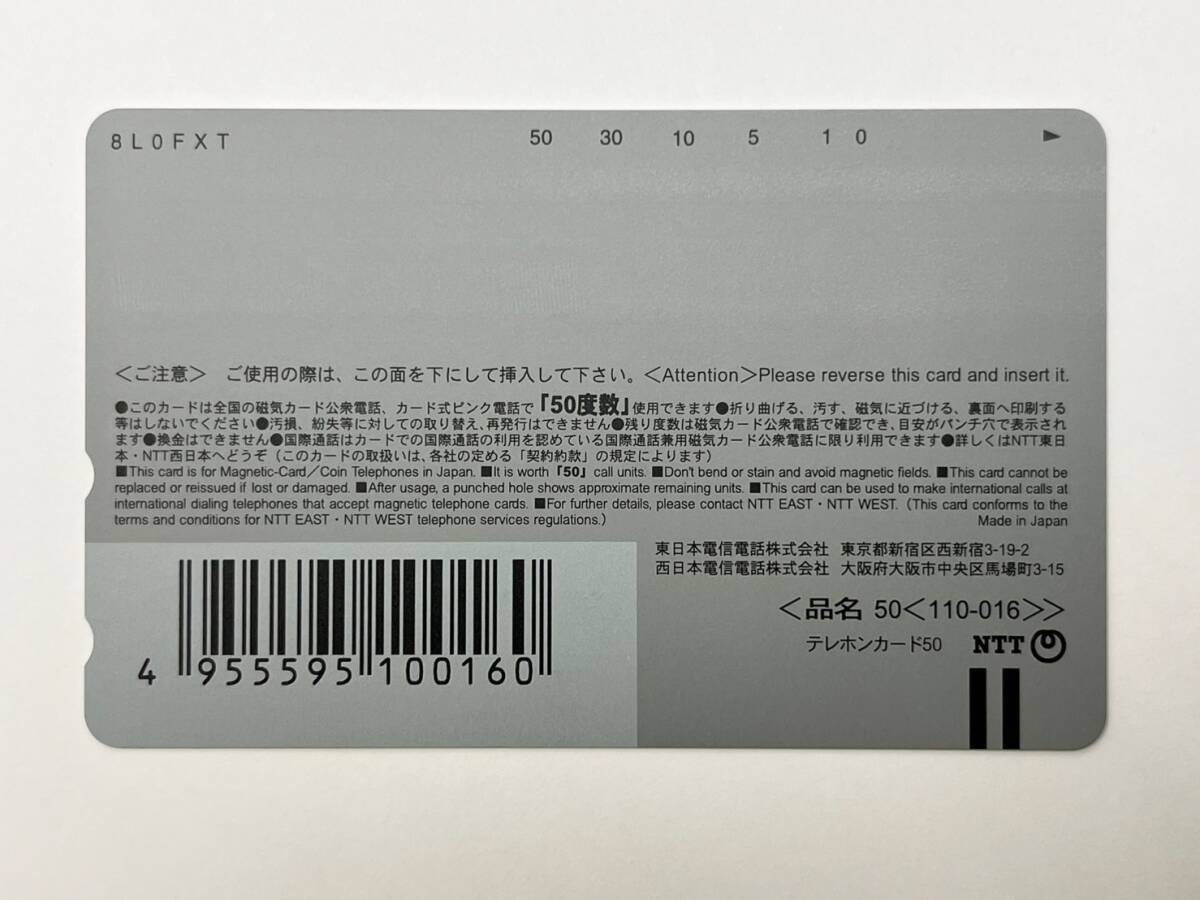 8L0FXT 50 30 10 5 1 0 ▶
＜ご注意＞ ご使用の際は、この面を下にして挿入して下さい。＜Attention＞Please reverse this card and insert it.
●このカードは全国の磁気カード公衆電話、カード式ピンク電話で『50度数』使用できます●折り曲げる、汚す、磁気に近づける、裏面へ印刷する
等はしないでください●汚損、紛失等に対しての取り替え、再発行はできません●残り度数は磁気カード公衆電話で確認でき、目安がパンチ穴で表示され
ます●換金はできません●国際通話はカードでの国際通話の利用を認めている国際通話兼用磁気カード公衆電話に限り利用できます●詳しくはNTT東日
本・NTT西日本へどうぞ（このカードの取扱いは、各社の定める「契約約款」の規定によります）
■This card is for Magnetic-Card／Coin Telephones in Japan. ■It is worth 『50』 call units. ■Don't bend or stain and avoid magnetic fields. ■This card cannot be
replaced or reissued if lost or damaged. ■After usage, a punched hole shows approximate remaining units. ■This card can be used to make international calls at
international dialing telephones that accept magnetic telephone cards. ■For further details, please contact NTT EAST・NTT WEST. (This card conforms to the
terms and conditions for NTT EAST・NTT WEST telephone services regulations.) Made in Japan
東日本電信電話株式会社 東京都新宿区西新宿3-19-2
西日本電信電話株式会社 大阪府大阪市中央区馬場町3-15
＜品名 50＜110-016＞＞
テレホンカード50 NTT
4 955595 100160